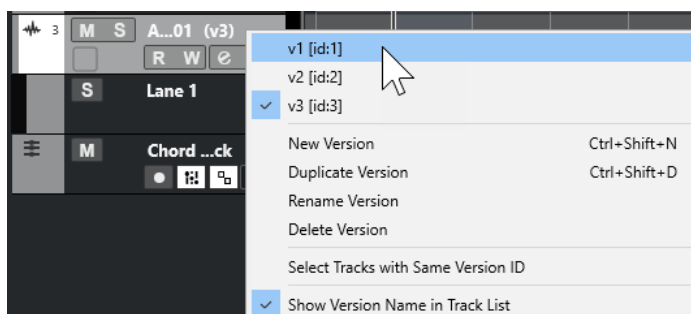 3 M S A...01 (v3)
R W e
S Lane 1
M Chord ...ck
v1 [id:1]
v2 [id:2]
v3 [id:3]
New Version Ctrl+Shift+N
Duplicate Version Ctrl+Shift+D
Rename Version
Delete Version
Select Tracks with Same Version ID
Show Version Name in Track List